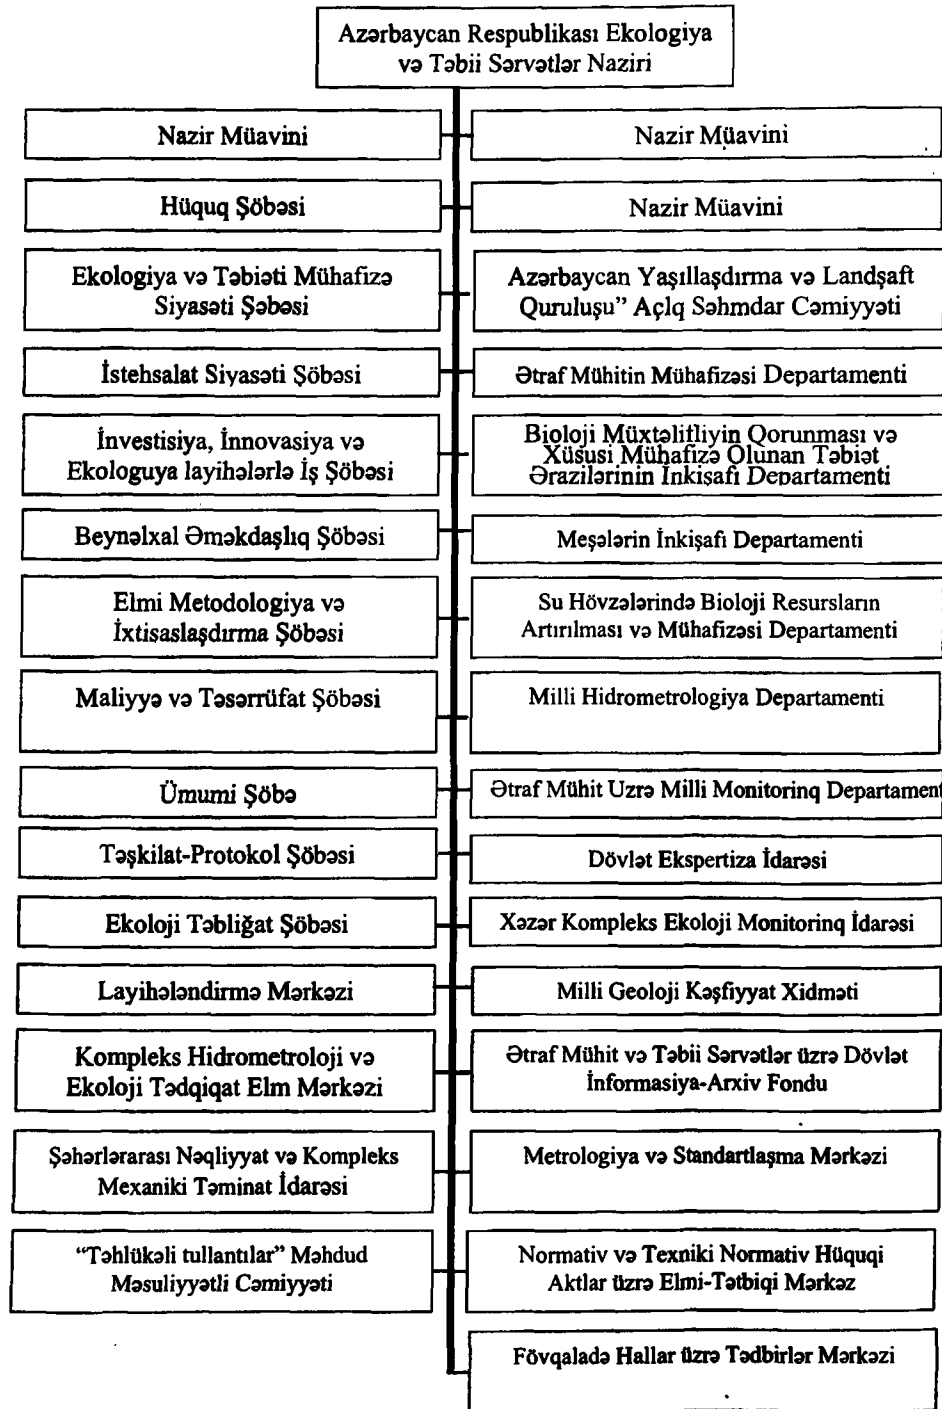 Azərbaycan Respublikası Ekologiya
və Təbii Sərvətlər Naziri
Nazir Müavini
Nazir Müavini
Hüquq Şöbəsi
Nazir Müavini
Ekologiya və Təbiəti Mühafizə
Siyasəti Şəbəsi
Azərbaycan Yaşıllaşdırma və Landşaft
Quruluşu” Açlq Səhmdar Cəmiyyəti
İstehsalat Siyasəti Şöbəsi
Ətraf Mühitin Mühafizəsi Departamenti
İnvestisiya, İnnovasiya və
Ekologuya layihələrlə İş Şöbəsi
Bioloji Müxtəlifliyin Qorunması və
Xüsusi Mühafizə Olunan Təbiət
Ərazilərinin İnkişafı Departamenti
Beynəlxal Əməkdaşlıq Şöbəsi
Meşələrin İnkişafı Departamenti
Elmi Metodologiya və
İxtisaslaşdırma Şöbəsi
Su Hövzələrində Bioloji Resursların
Artırılması və Mühafizəsi Departamenti
Maliyyə və Təsərrüfat Şöbəsi
Milli Hidrometrologiya Departamenti
Ümumi Şöbə
Ətraf Mühit Uzrə Milli Monitorinq Departament
Təşkilat-Protokol Şöbəsi
Dövlət Ekspertiza İdarəsi
Ekoloji Təbliğat Şöbəsi
Xəzər Kompleks Ekoloji Monitorinq İdarəsi
Layihələndirmə Mərkəzi
Milli Geoloji Kəşfiyyat Xidməti
Kompleks Hidrometroloji və
Ekoloji Tədqiqat Elm Mərkəzi
Ətraf Mühit və Təbii Sərvətlər üzrə Dövlət
İnformasiya-Arxiv Fondu
Şəhərlərarası Nəqliyyat və Kompleks
Mexaniki Təminat İdarəsi
Metrologiya və Standartlaşma Mərkəzi
“Təhlükəli tullantılar” Məhdud
Məsuliyyətli Cəmiyyəti
Normativ və Texniki Normativ Hüquqi
Aktlar üzrə Elmi-Tətbiqi Mərkəz
Fövqaladə Hallar üzrə Tədbirlər Mərkəzi